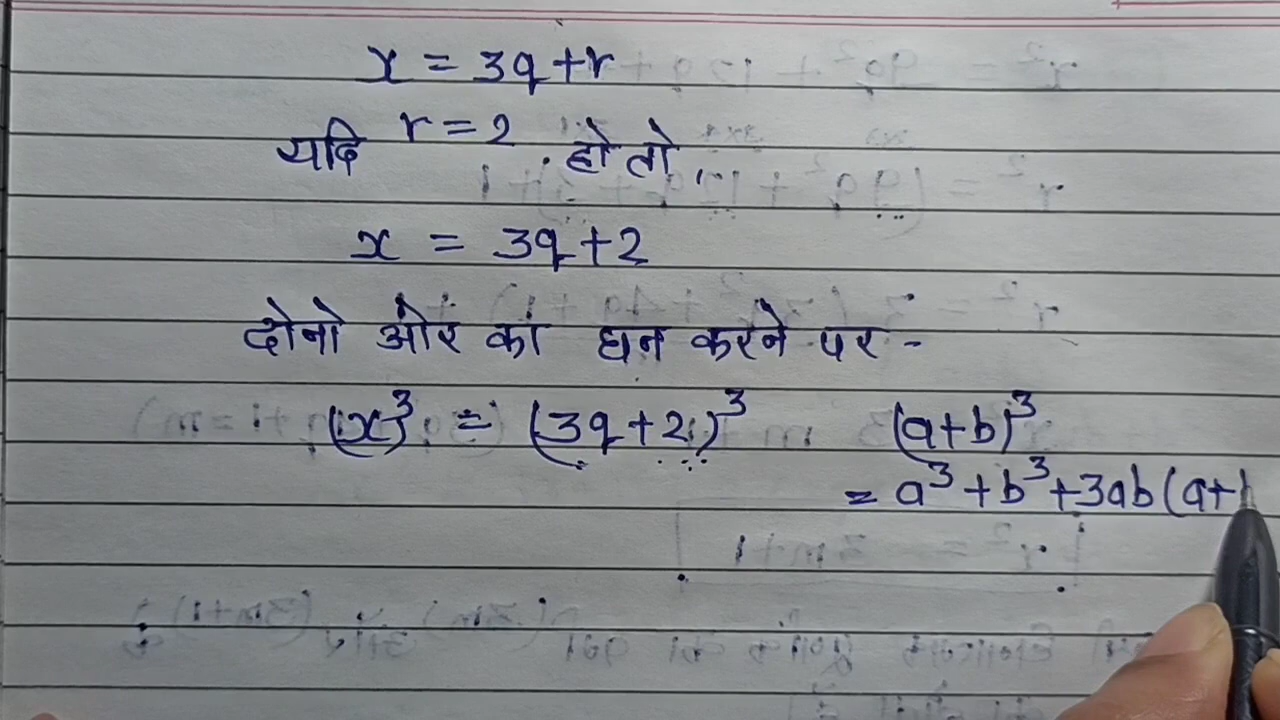 x = 3q + r
यदि r = 2 हो तो,
x = 3q + 2
दोनो ओर का घन करने पर -
(x)³ = (3q + 2)³ (a+b)³
= a³ + b³ + 3ab (a+b